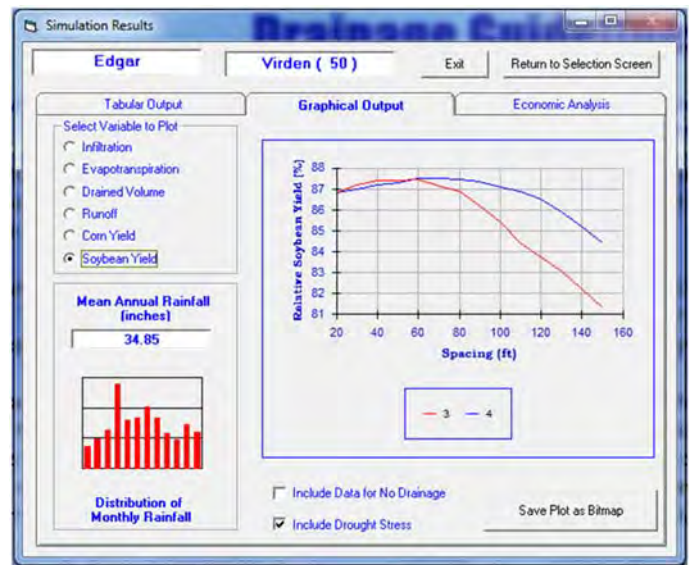 Simulation Results
Drainage Guide
Edgar
Virden ( 50 )
Exit
Return to Selection Screen
Tabular Output
Graphical Output
Economic Analysis
Select Variable to Plot
Infiltration
Evapotranspiration
Drained Volume
Runoff
Corn Yield
Soybean Yield
Mean Annual Rainfall
(inches)
34.85
Distribution of
Monthly Rainfall
Relative Soybean Yield (%)
88
87
86
85
84
83
82
81
20 40 60 80 100 120 140 160
Spacing (ft)
3 4
Include Data for No Drainage
Include Drought Stress
Save Plot as Bitmap